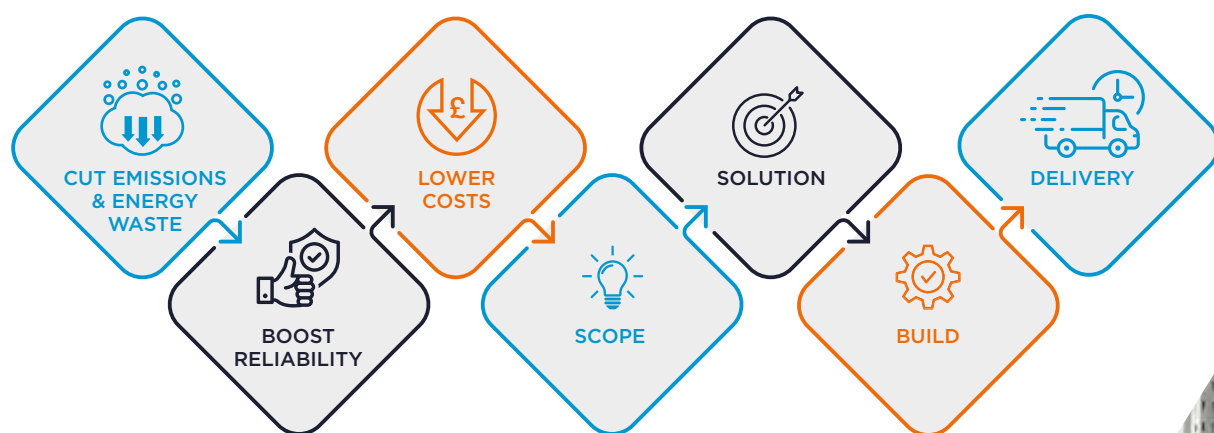 CUT EMISSIONS
& ENERGY
WASTE
BOOST
RELIABILITY
£
LOWER
COSTS
SCOPE
SOLUTION
BUILD
DELIVERY